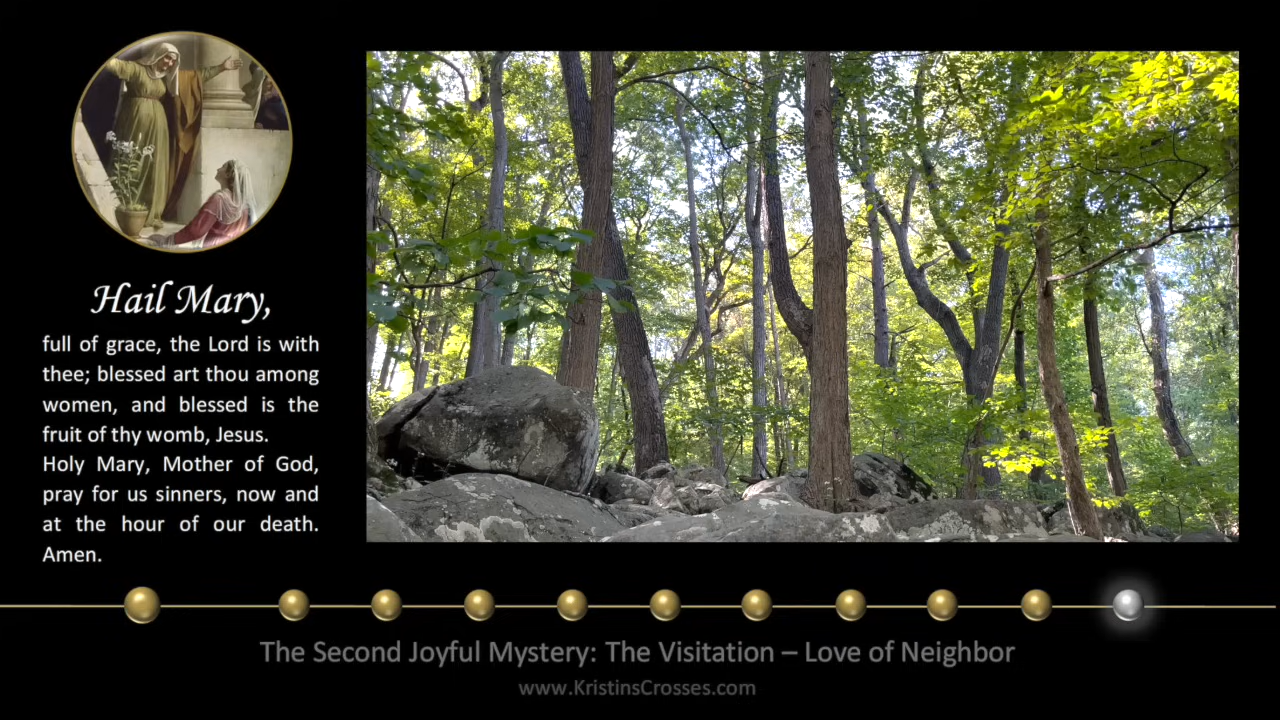 Hail Mary,
full of grace, the Lord is with
thee; blessed art thou among
women, and blessed is the
fruit of thy womb, Jesus.
Holy Mary, Mother of God,
pray for us sinners, now and
at the hour of our death.
Amen.
The Second Joyful Mystery: The Visitation – Love of Neighbor
www.KristinsCrosses.com